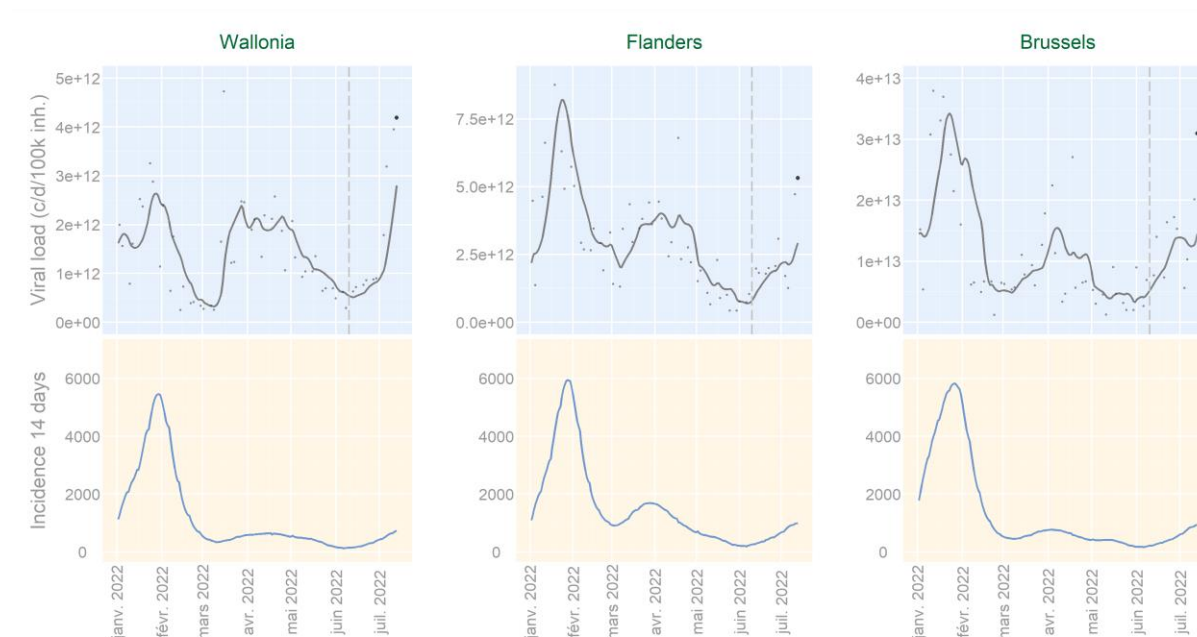 Wallonia
Flanders
Brussels
Viral load (c/d/100k inh.)
5e+12
4e+12
3e+12
2e+12
1e+12
0e+00
7.5e+12
5.0e+12
2.5e+12
0.0e+00
4e+13
3e+13
2e+13
1e+13
0e+00
Incidence 14 days
6000
4000
2000
0
6000
4000
2000
0
6000
4000
2000
0
janv. 2022
févr. 2022
mars 2022
avr. 2022
mai 2022
juin 2022
juil. 2022
janv. 2022
févr. 2022
mars 2022
avr. 2022
mai 2022
juin 2022
juil. 2022
janv. 2022
févr. 2022
mars 2022
avr. 2022
mai 2022
juin 2022
juil. 2022